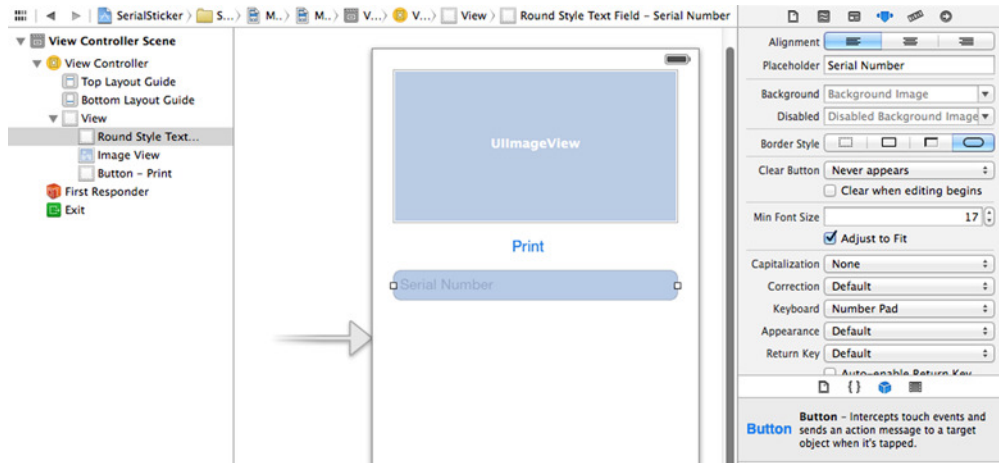 SerialSticker
S...
M..
M..
V...
V...
View
Round Style Text Field – Serial Number
View Controller Scene
View Controller
Top Layout Guide
Bottom Layout Guide
View
Round Style Text...
Image View
Button – Print
First Responder
Exit
UIImageView
Print
Serial Number
Alignment
Placeholder Serial Number
Background Background Image
Disabled Disabled Background Image
Border Style
Clear Button Never appears
Clear when editing begins
Min Font Size 17
Adjust to Fit
Capitalization None
Correction Default
Keyboard Number Pad
Appearance Default
Return Key Default
Auto-enable Return Key
{}
Button Button – Intercepts touch events and
sends an action message to a target
object when it's tapped.